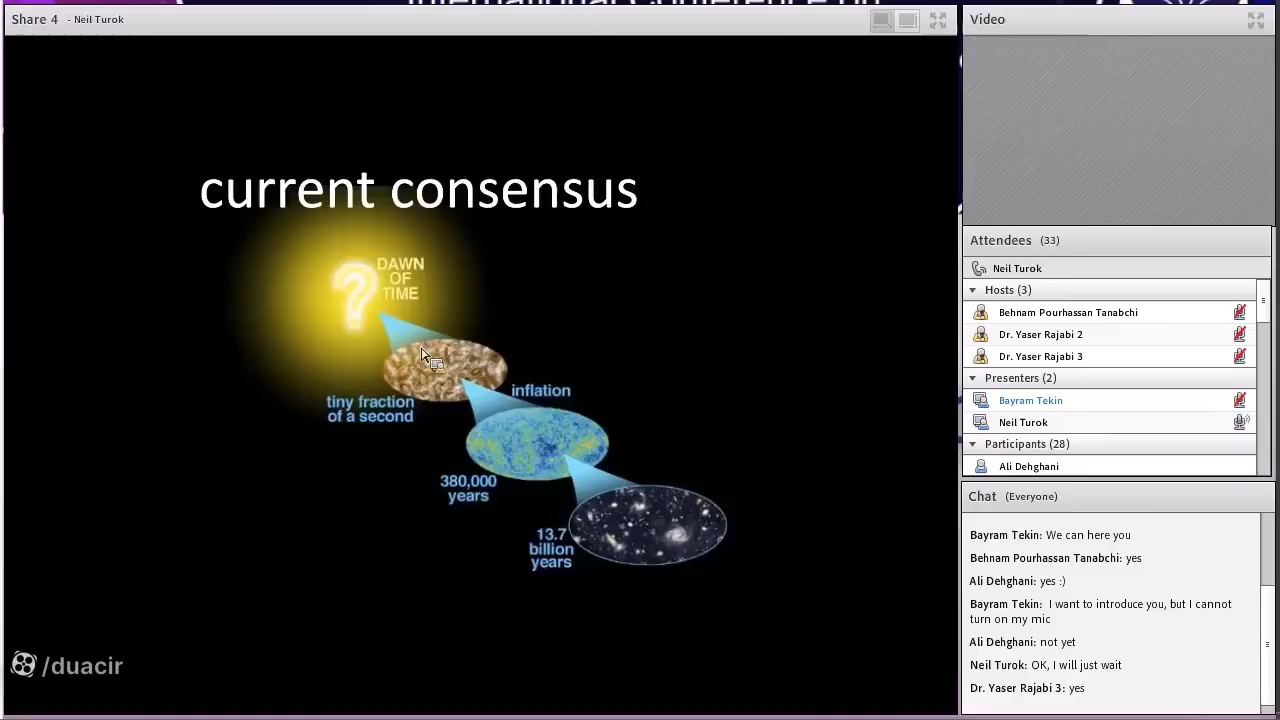 International Conference on
Share 4 - Neil Turok
current consensus
DAWN
OF
TIME
?
inflation
tiny fraction
of a second
380,000
years
13.7
billion
years
/duacir
Video
Attendees (33)
Neil Turok
Hosts (3)
Behnam Pourhassan Tanabchi
Dr. Yaser Rajabi 2
Dr. Yaser Rajabi 3
Presenters (2)
Bayram Tekin
Neil Turok
Participants (28)
Ali Dehghani
Chat (Everyone)
Bayram Tekin: We can here you
Behnam Pourhassan Tanabchi: yes
Ali Dehghani: yes :)
Bayram Tekin: I want to introduce you, but I cannot
turn on my mic
Ali Dehghani: not yet
Neil Turok: OK, I will just wait
Dr. Yaser Rajabi 3: yes